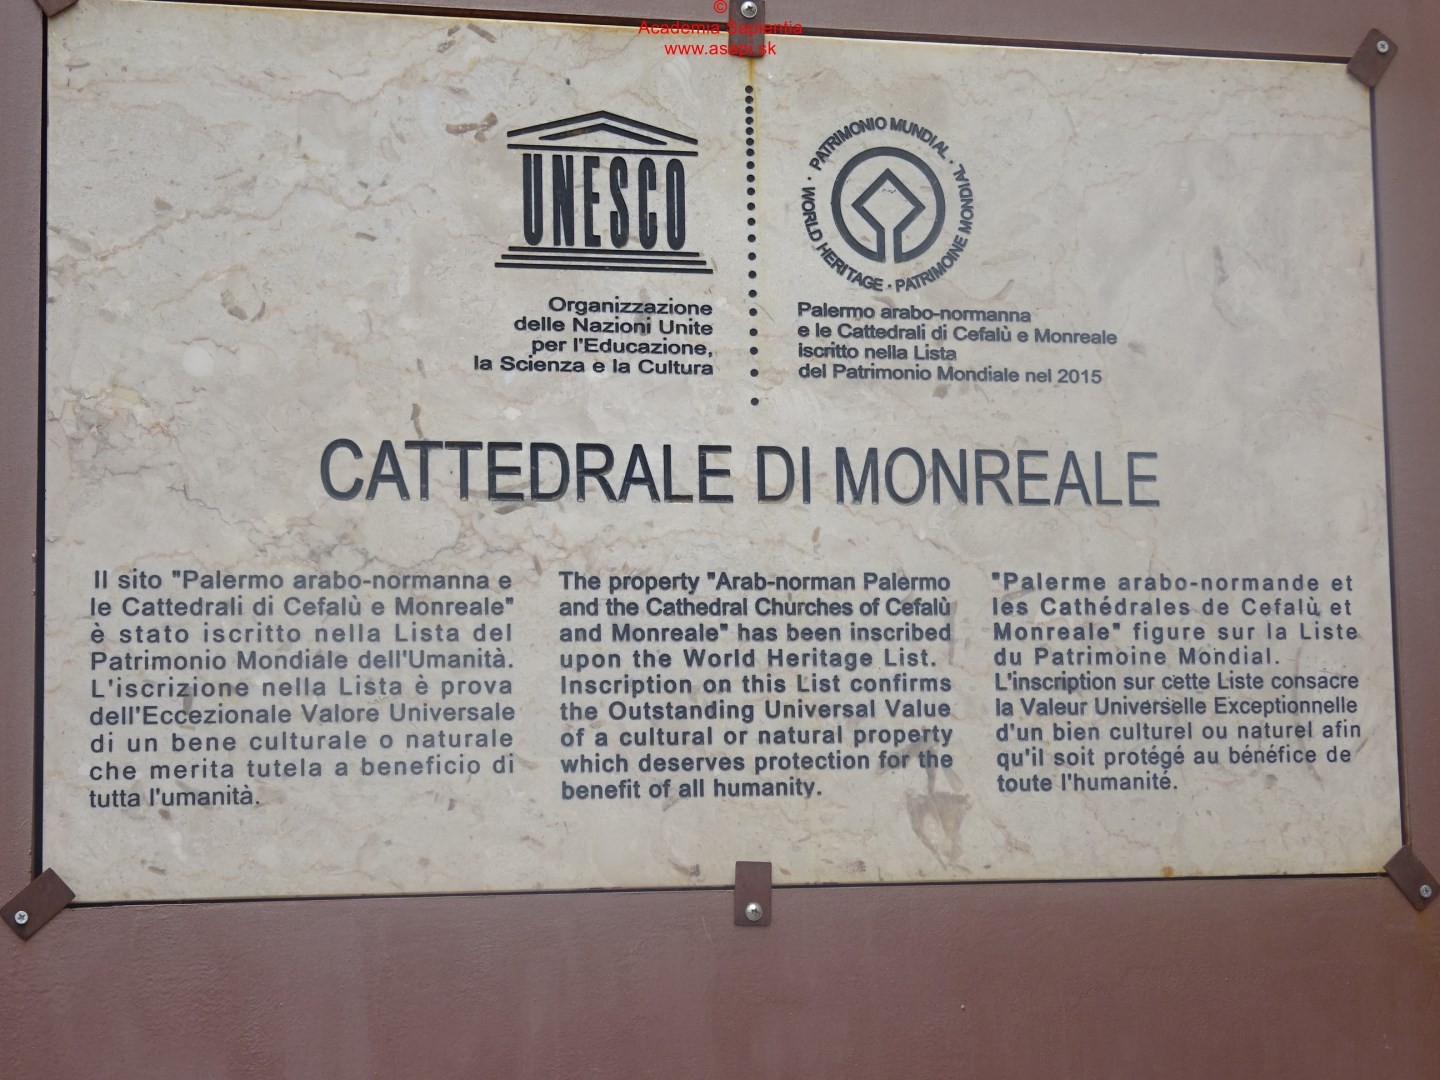 ©
Academia Sapientia
www.asapi.sk
UNESCO
Organizzazione
delle Nazioni Unite
per l'Educazione,
la Scienza e la Cultura
PATRIMONIO MUNDIAL · PATRIMOINE MONDIAL · WORLD HERITAGE ·
Palermo arabo-normanna
e le Cattedrali di Cefalù e Monreale
iscritto nella Lista
del Patrimonio Mondiale nel 2015
CATTEDRALE DI MONREALE
Il sito "Palermo arabo-normanna e
le Cattedrali di Cefalù e Monreale"
è stato iscritto nella Lista del
Patrimonio Mondiale dell'Umanità.
L'iscrizione nella Lista è prova
dell'Eccezionale Valore Universale
di un bene culturale o naturale
che merita tutela a beneficio di
tutta l'umanità.
The property "Arab-norman Palermo
and the Cathedral Churches of Cefalù
and Monreale" has been inscribed
upon the World Heritage List.
Inscription on this List confirms
the Outstanding Universal Value
of a cultural or natural property
which deserves protection for the
benefit of all humanity.
"Palerme arabo-normande et
les Cathédrales de Cefalù et
Monreale" figure sur la Liste
du Patrimoine Mondial.
L'inscription sur cette Liste consacre
la Valeur Universelle Exceptionnelle
d'un bien culturel ou naturel afin
qu'il soit protégé au bénéfice de
toute l'humanité.